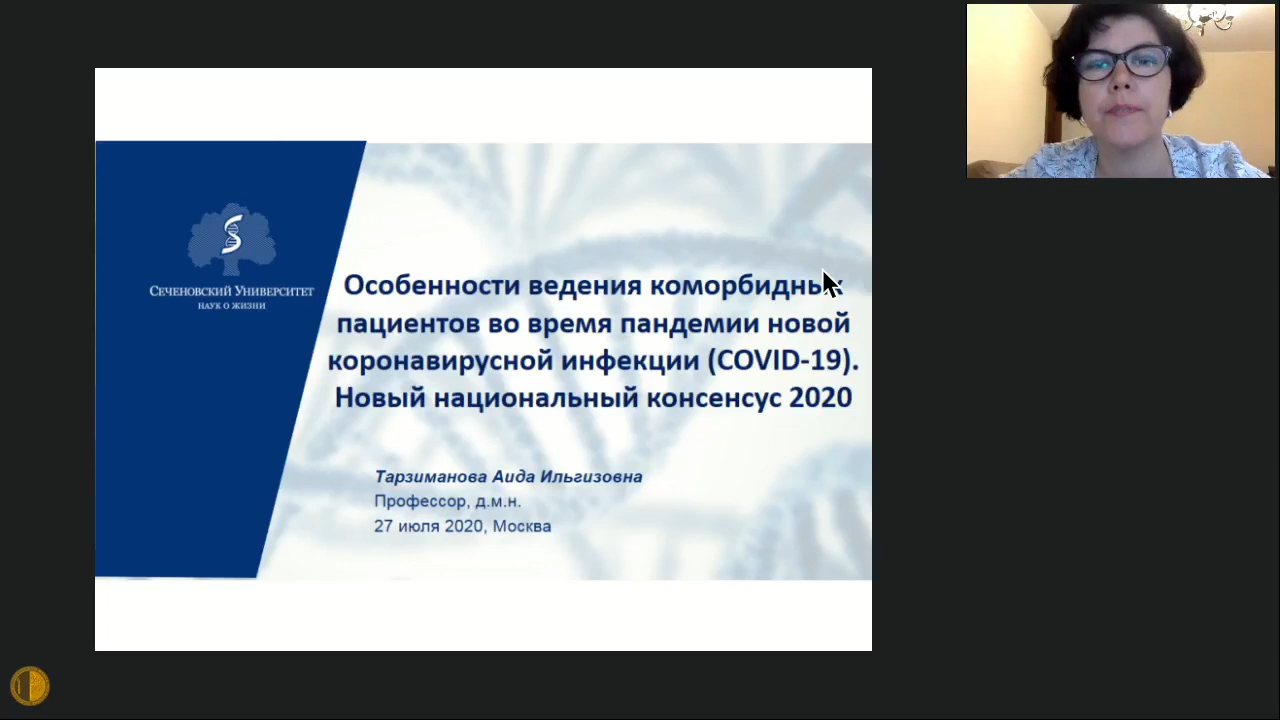 Сеченовский Университет
наук о жизни
Особенности ведения коморбидных
пациентов во время пандемии новой
коронавирусной инфекции (COVID-19).
Новый национальный консенсус 2020
Тарзиманова Аида Ильгизовна
Профессор, д.м.н.
27 июля 2020, Москва